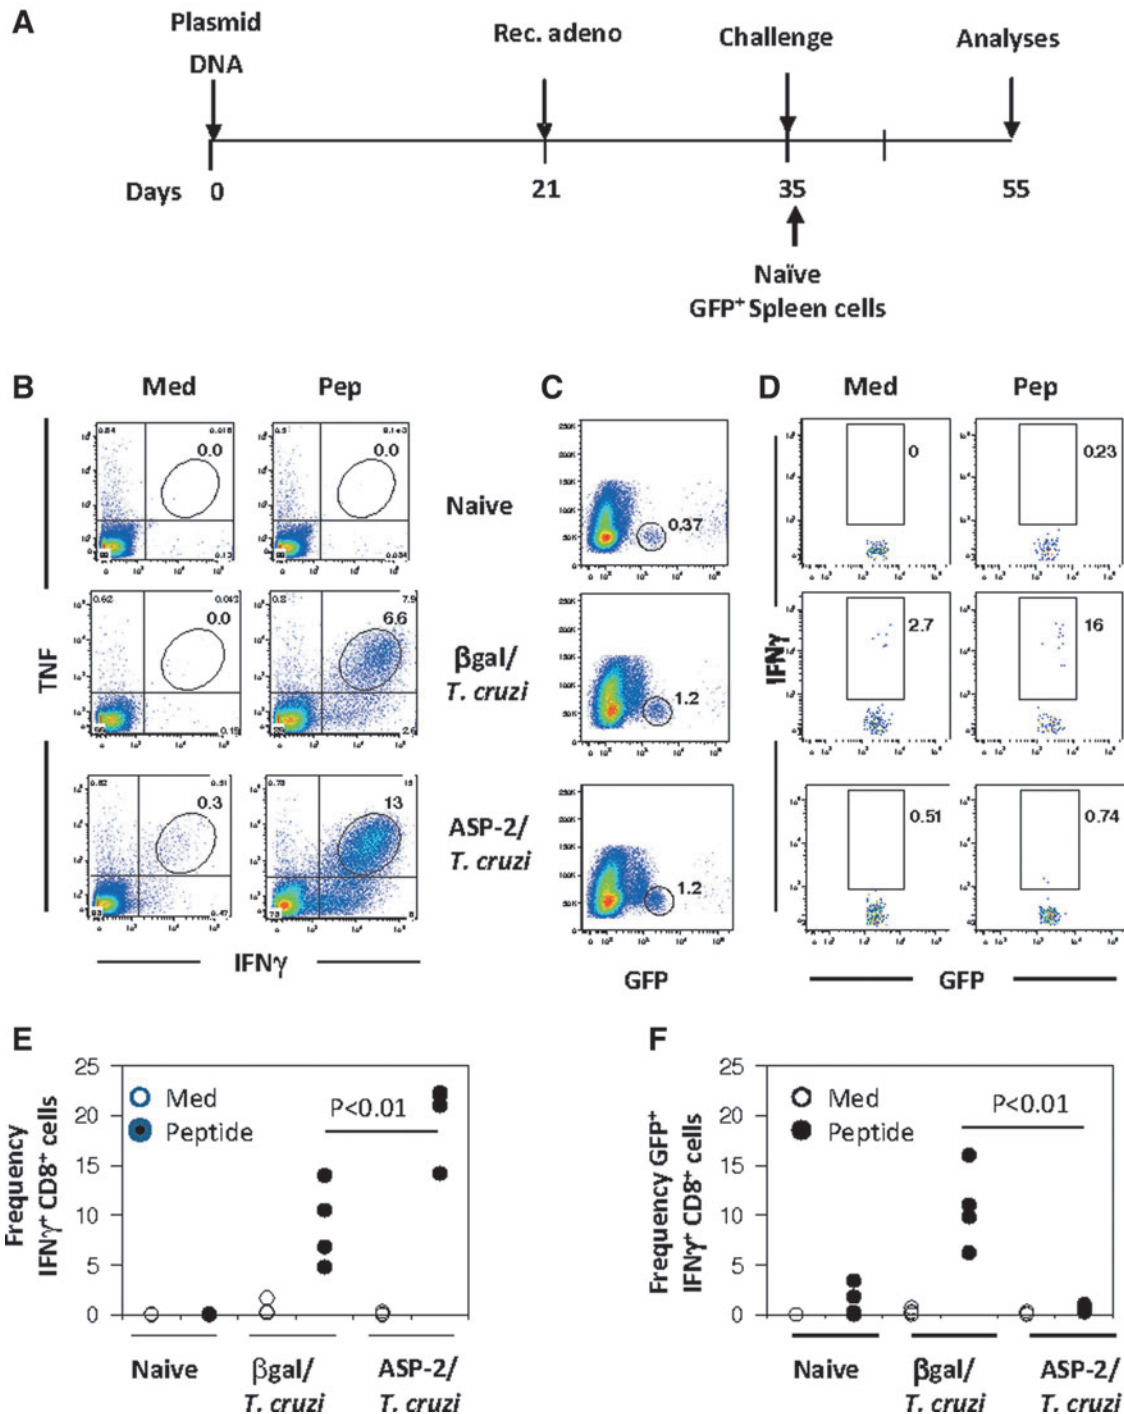 A
Plasmid
DNA
Rec. adeno
Challenge
Analyses
Days 0 21 35 55
Naïve
GFP⁺ Spleen cells
B
Med Pep
C
D
Med Pep
TNF
0.0 0.0
0.0 6.6
0.3 13
IFNγ
Naive
βgal/
T. cruzi
ASP-2/
T. cruzi
0.37
1.2
1.2
GFP
IFNγ
0 0.23
2.7 16
0.51 0.74
GFP
E
Frequency
IFNγ⁺ CD8⁺ cells
25
20
15
10
5
0
Med
Peptide
P<0.01
Naive βgal/ ASP-2/
T. cruzi T. cruzi
F
Frequency GFP⁺
IFNγ⁺ CD8⁺ cells
25
20
15
10
5
0
Med
Peptide
P<0.01
Naive βgal/ ASP-2/
T. cruzi T. cruzi